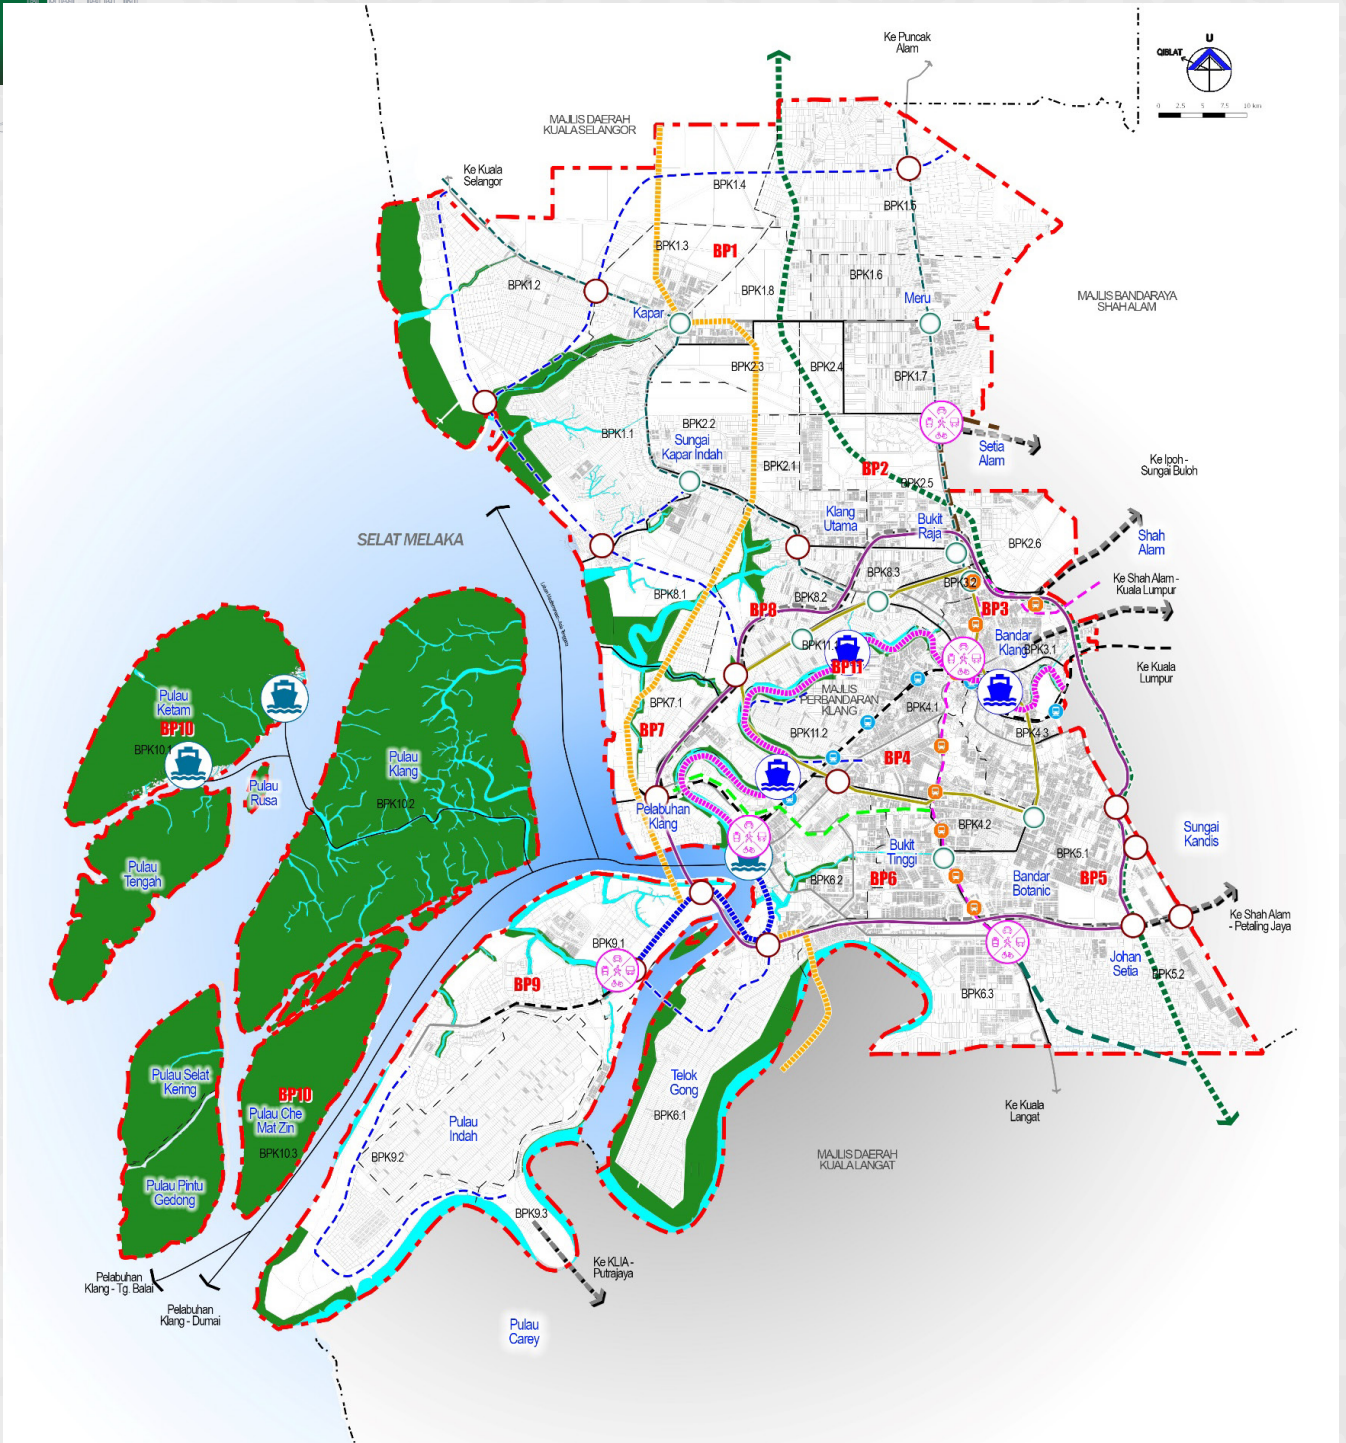 Ke Puncak
Alam
U
QIBLAT
0 2.5 5 7.5 10 km
MAJLIS DAERAH
KUALA SELANGOR
Ke Kuala
Selangor
BPK1.4
BPK1.5
BPK1.3
BP1
BPK1.6
BPK1.2
BPK1.8
MAJLIS BANDARAYA
SHAH ALAM
Meru
Kapar
BPK2.3
BPK2.4
BPK1.7
BPK2.2
BPK1.1
Sungai
Kapar Indah
Setia
Alam
BPK2.1
BP2
Ke Ipoh -
Sungai Buloh
BPK2.5
Klang
Utama
Bukit
Raja
SELAT MELAKA
BPK2.6
Shah
Alam
BPK8.3
BPK3.2
Ke Shah Alam -
Kuala Lumpur
BPK8.1
BPK8.2
BP8
BP3
Bandar
Klang
BPK3.1
BP11
Ke Kuala
Lumpur
MAJLIS
PERBANDARAN
KLANG
Pulau
Ketam
BP10
BPK10.1
BPK7.1
BP7
BPK4.1
BPK11.2
BPK4.3
BP4
Pulau
Klang
Pulau
Rusa
BPK10.2
Pelabuhan
Klang
BPK4.2
Sungai
Kandis
Bukit
Tinggi
BPK5.1
Pulau
Tengah
BPK6.2
BP6
Bandar
Botanic
BP5
Ke Shah Alam
- Petaling Jaya
BPK9.1
BP9
Johan
Setia
BPK5.2
BPK6.3
Pulau Selat
Kering
Telok
Gong
BP10
Pulau Che
Mat Zin
BPK6.1
Ke Kuala
Langat
Pulau
Indah
BPK10.3
BPK9.2
MAJLIS DAERAH
KUALA LANGAT
Pulau Pintu
Gedong
BPK9.3
Pelabuhan
Klang - Tg. Balai
Ke KLIA -
Putrajaya
Pelabuhan
Klang - Dumai
Pulau
Carey